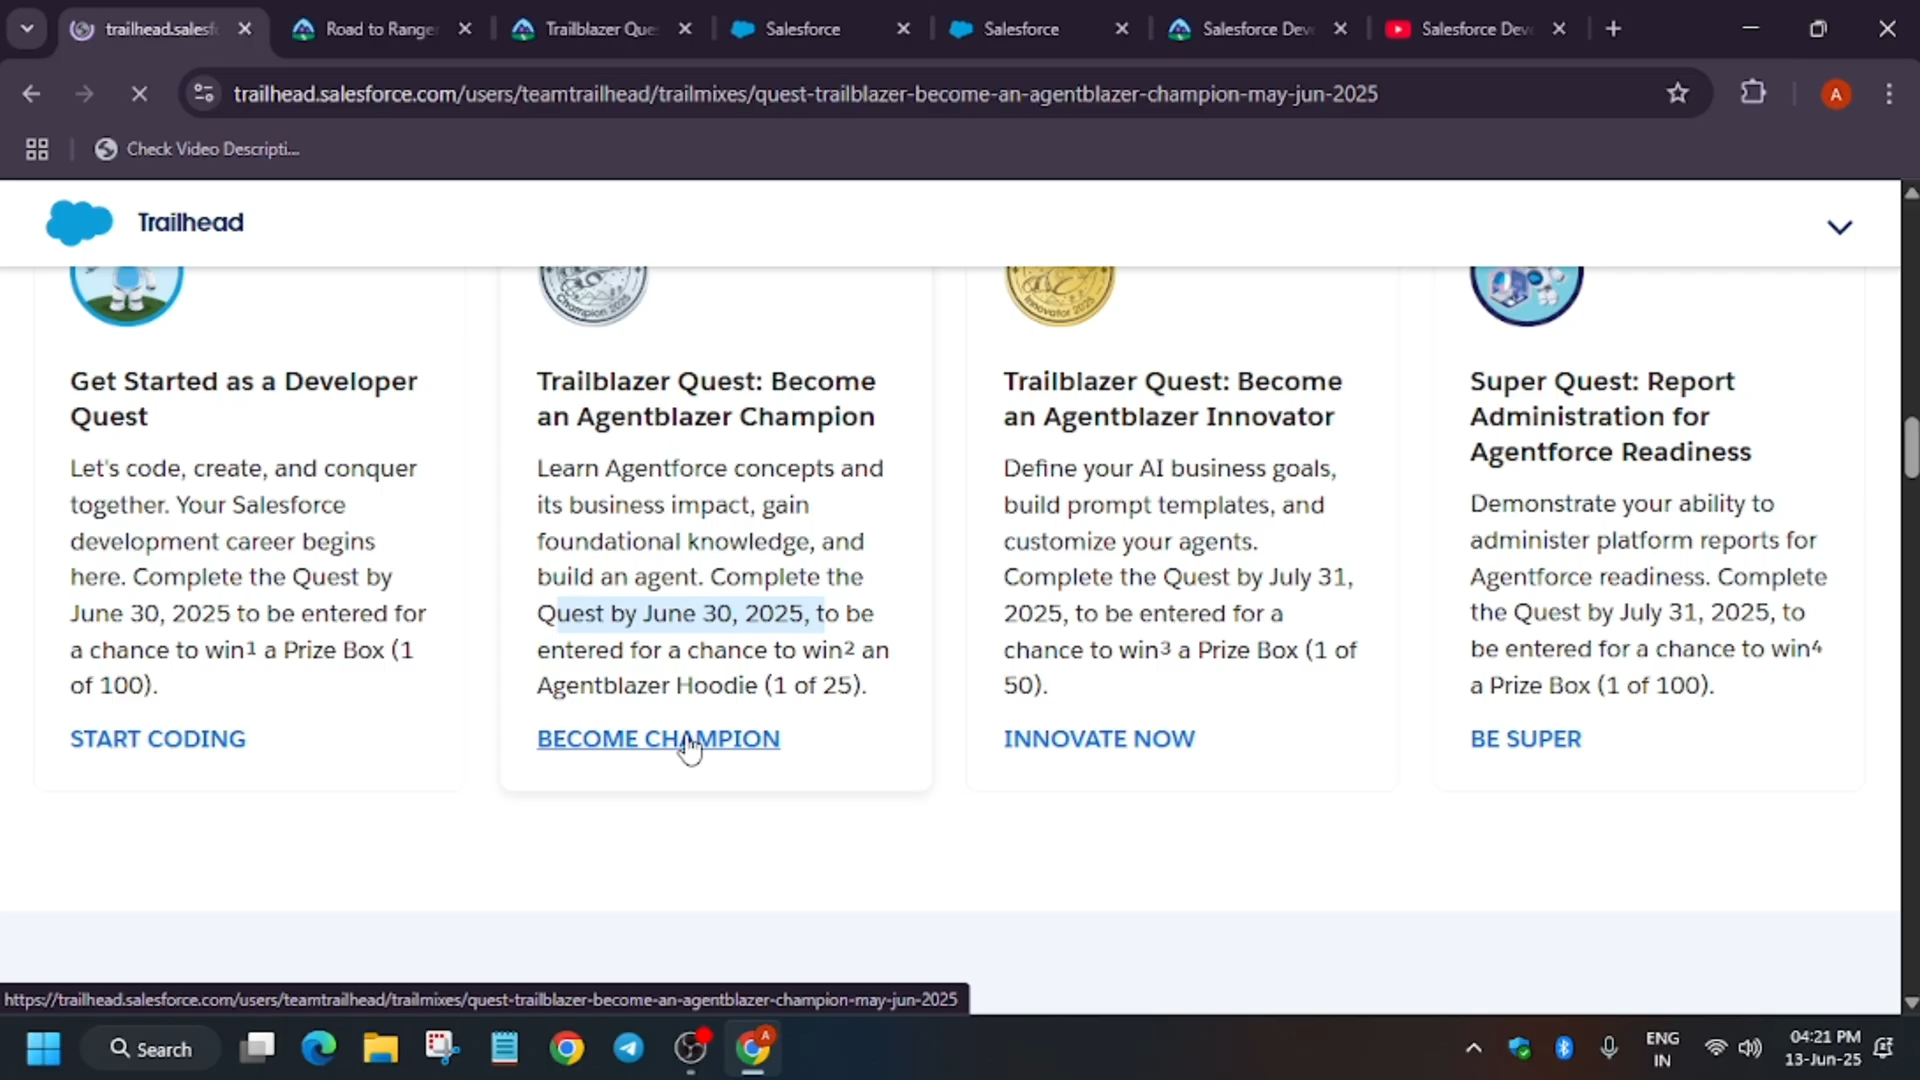 trailhead.salesf
Road to Ranger
Trailblazer Que
Salesforce
Salesforce
Salesforce Dev
Salesforce Dev
trailhead.salesforce.com/users/teamtrailhead/trailmixes/quest-trailblazer-become-an-agentblazer-champion-may-jun-2025
A
Check Video Descripti...
Trailhead
Champion 2025
Innovator 2025
Get Started as a Developer
Quest
Let's code, create, and conquer
together. Your Salesforce
development career begins
here. Complete the Quest by
June 30, 2025 to be entered for
a chance to win1 a Prize Box (1
of 100).
START CODING
Trailblazer Quest: Become
an Agentblazer Champion
Learn Agentforce concepts and
its business impact, gain
foundational knowledge, and
build an agent. Complete the
Quest by June 30, 2025, to be
entered for a chance to win2 an
Agentblazer Hoodie (1 of 25).
BECOME CHAMPION
Trailblazer Quest: Become
an Agentblazer Innovator
Define your AI business goals,
build prompt templates, and
customize your agents.
Complete the Quest by July 31,
2025, to be entered for a
chance to win3 a Prize Box (1 of
50).
INNOVATE NOW
Super Quest: Report
Administration for
Agentforce Readiness
Demonstrate your ability to
administer platform reports for
Agentforce readiness. Complete
the Quest by July 31, 2025, to
be entered for a chance to win4
a Prize Box (1 of 100).
BE SUPER
https://trailhead.salesforce.com/users/teamtrailhead/trailmixes/quest-trailblazer-become-an-agentblazer-champion-may-jun-2025
Search
A
ENG
IN
04:21 PM
13-Jun-25